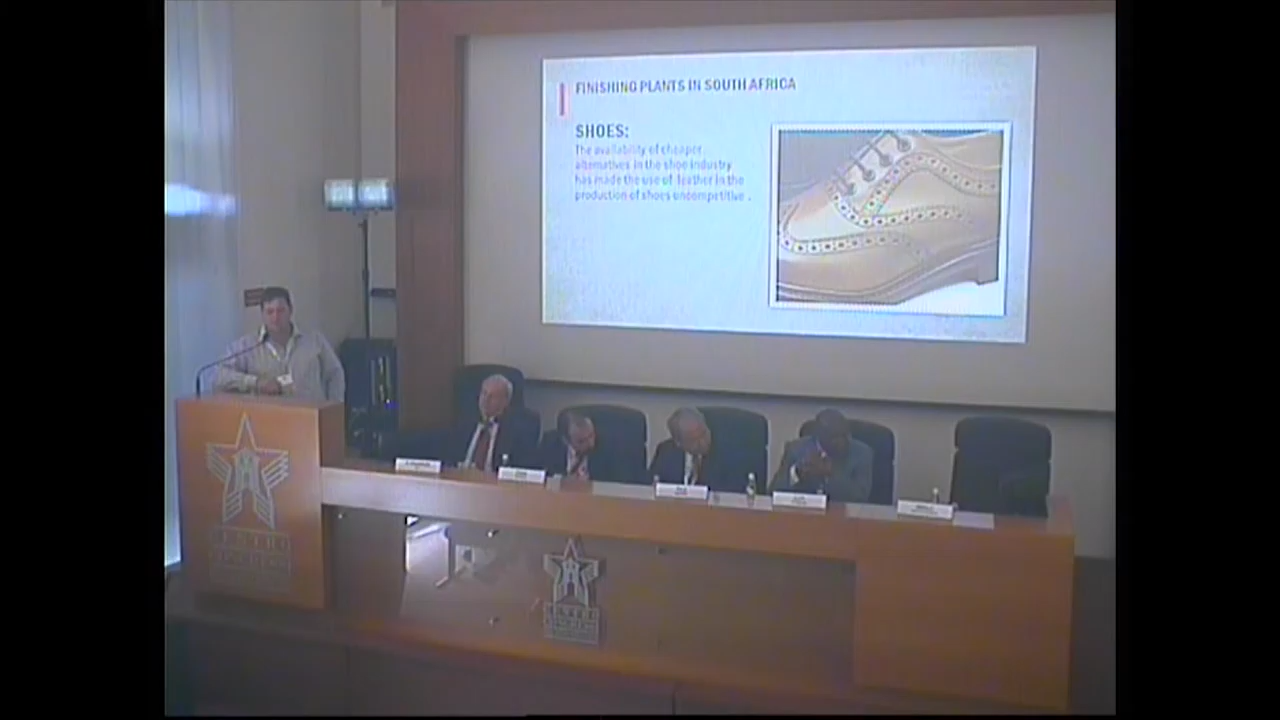 FINISHING PLANTS IN SOUTH AFRICA
SHOES:
The availability of cheaper
alternatives in the shoe industry
has made the use of leather in the
production of shoes uncompetitive .